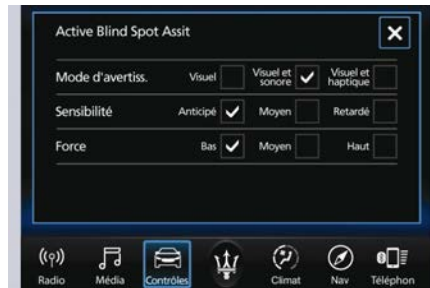 Active Blind Spot Assit
Mode d'avertiss. Visuel Visuel et sonore Visuel et haptique
Sensibilité Anticipé Moyen Retardé
Force Bas Moyen Haut
Radio Média Contrôles Climat Nav Téléphon